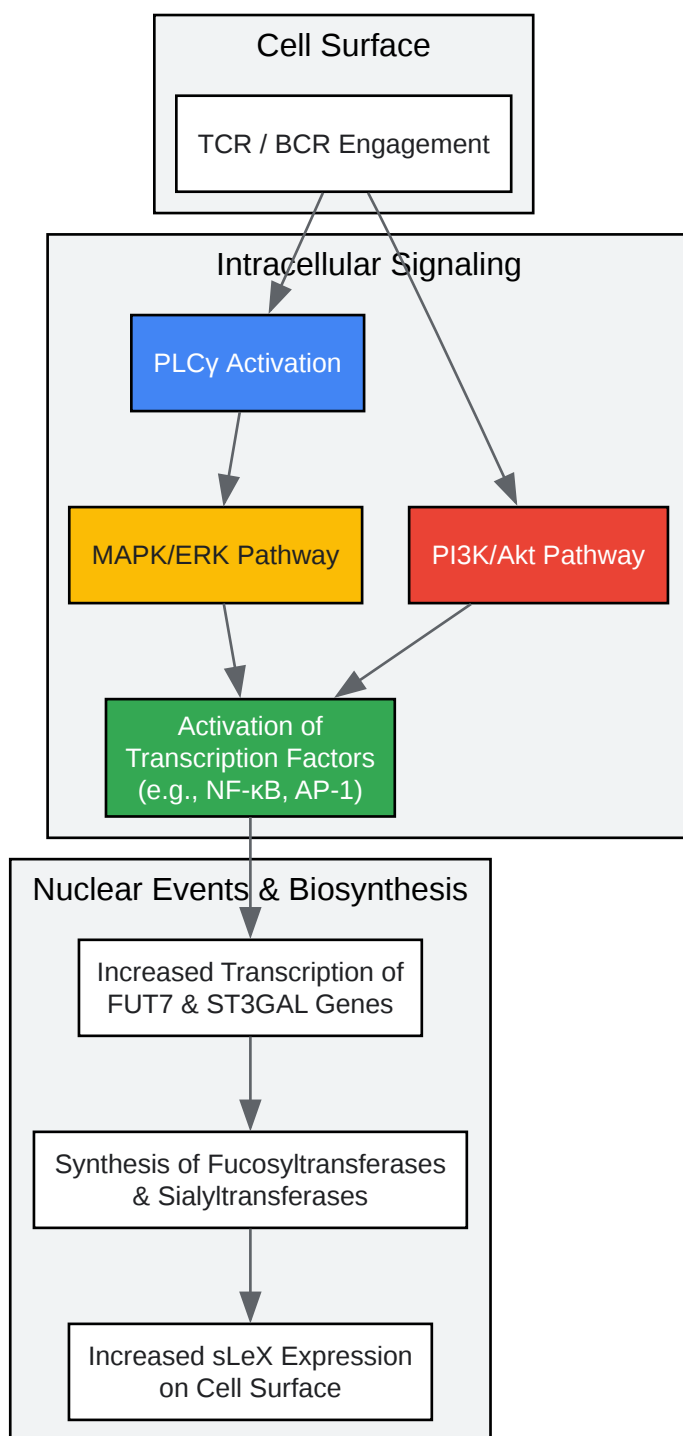 Cell Surface
TCR / BCR Engagement
Intracellular Signaling
PLCγ Activation
MAPK/ERK Pathway
PI3K/Akt Pathway
Activation of
Transcription Factors
(e.g., NF-κB, AP-1)
Nuclear Events & Biosynthesis
Increased Transcription of
FUT7 & ST3GAL Genes
Synthesis of Fucosyltransferases
& Sialyltransferases
Increased sLeX Expression
on Cell Surface